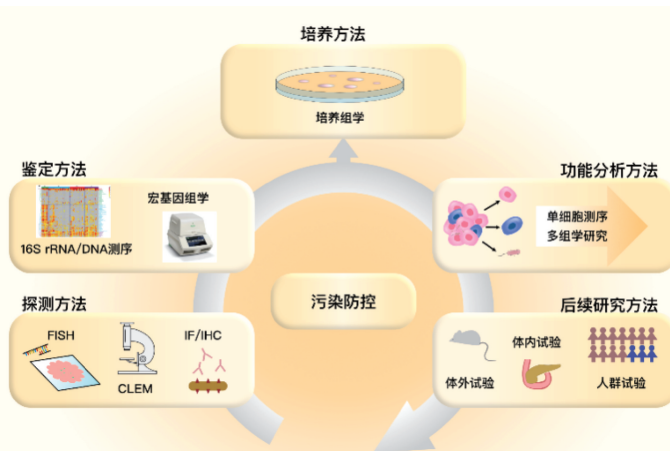 培养方法
培养组学
鉴定方法
宏基因组学
16S rRNA/DNA测序
功能分析方法
单细胞测序
多组学研究
污染防控
探测方法
FISH
IF/IHC
CLEM
后续研究方法
体内试验
体外试验
人群试验